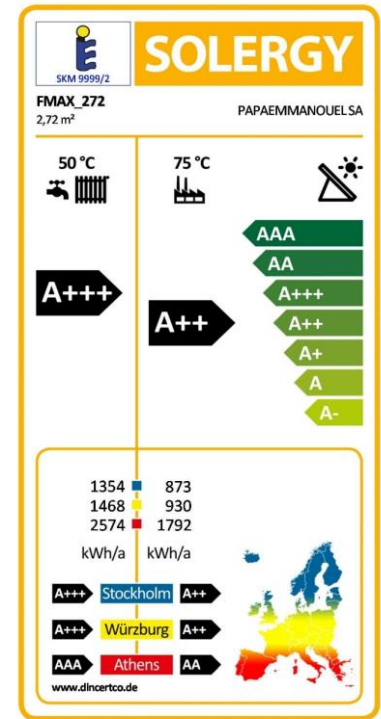 SKM 9999/2
SOLERGY
FMAX_272
2,72 m²
PAPAEMMANOUEL SA
50 °C
75 °C
A+++
A++
AAA
AA
A+++
A++
A+
A
A-
1354 873
1468 930
2574 1792
kWh/a kWh/a
A+++ Stockholm A++
A+++ Würzburg A++
AAA Athens AA
www.dincertco.de